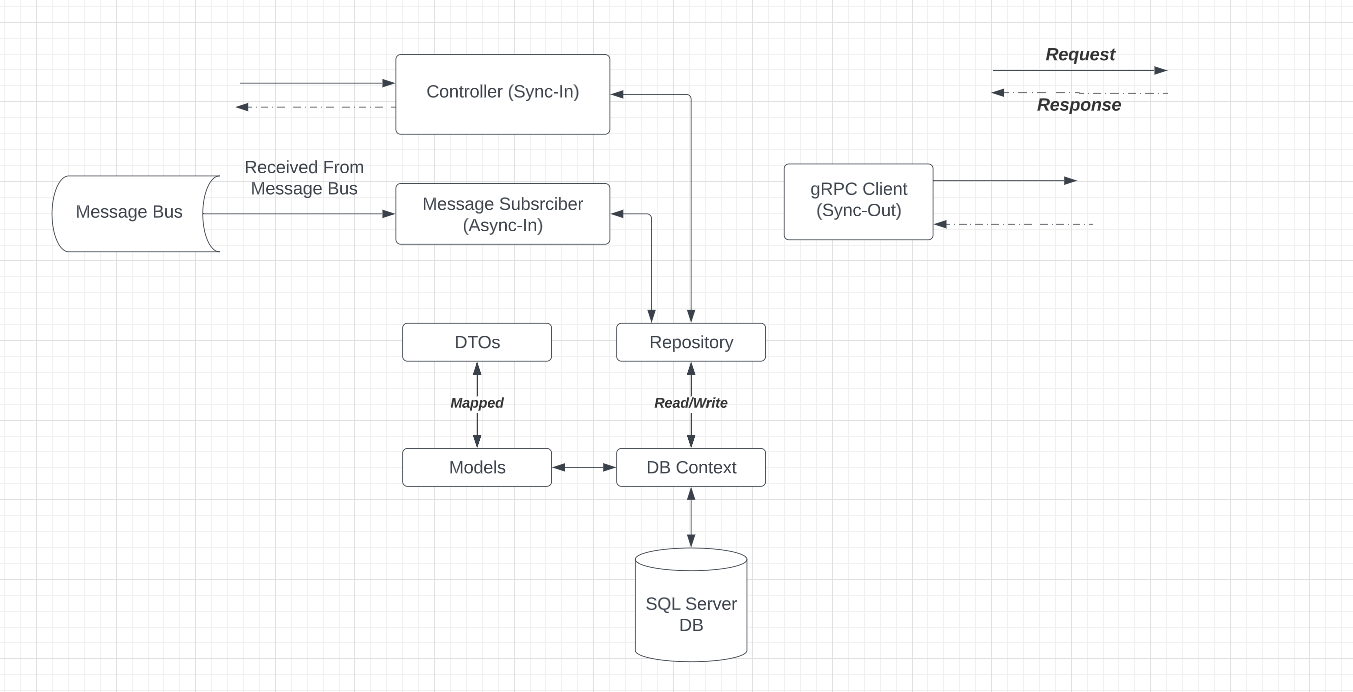 Request
Response
Controller (Sync-In)
Received From
Message Bus
Message Bus
Message Subsrciber
(Async-In)
gRPC Client
(Sync-Out)
DTOs
Repository
Mapped
Read/Write
Models
DB Context
SQL Server
DB